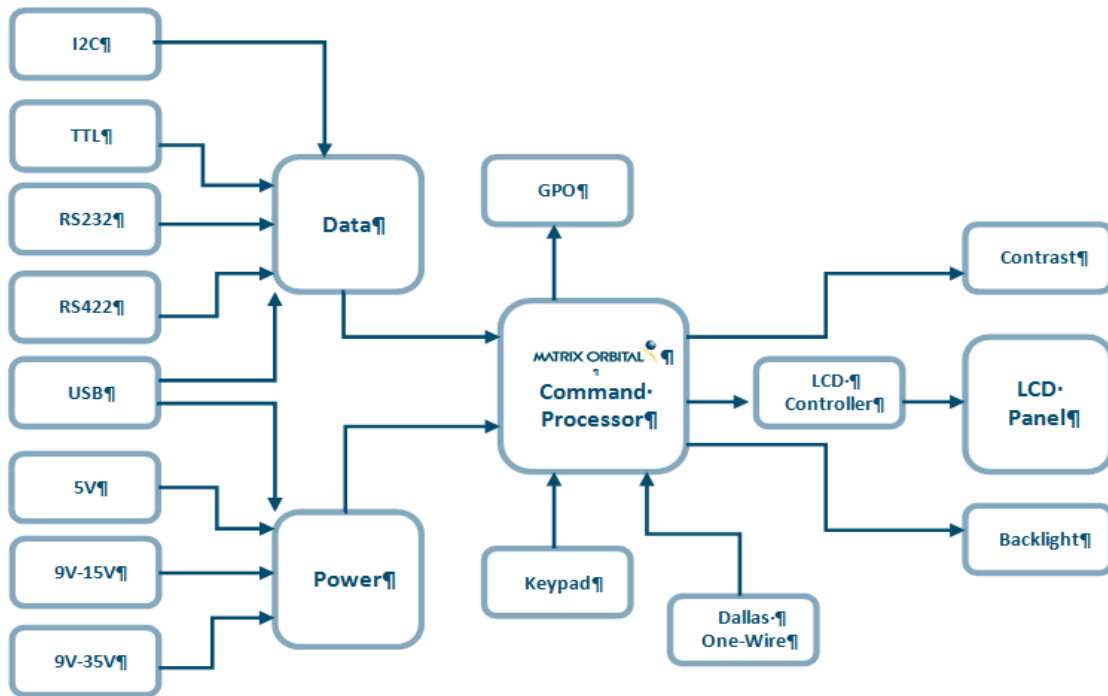 I2C¶
TTL¶
RS232¶
RS422¶
USB¶
5V¶
9V-15V¶
9V-35V¶
Data¶
Power¶
GPO¶
MATRIX ORBITAL ¶
¶
Command·
Processor¶
Keypad¶
Dallas·¶
One-Wire¶
LCD·¶
Controller¶
Contrast¶
LCD·
Panel¶
Backlight¶